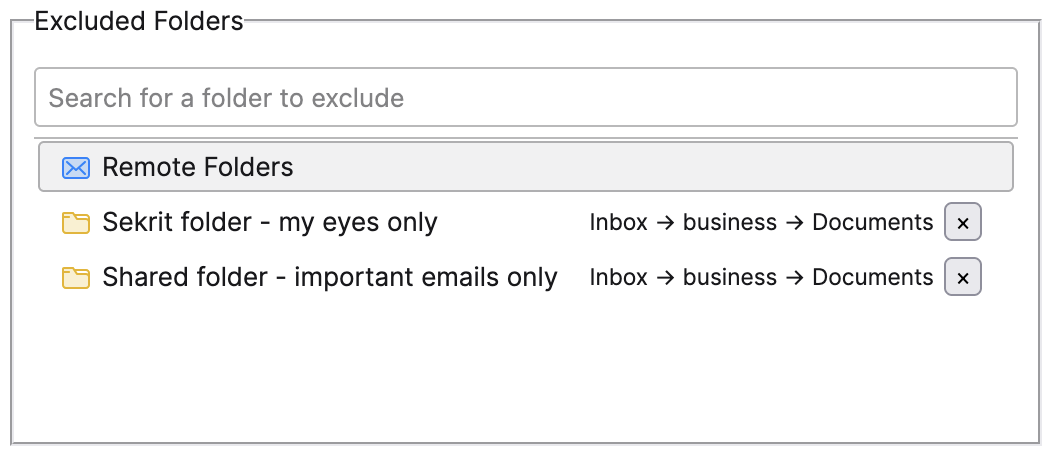 Excluded Folders
Search for a folder to exclude
Remote Folders
Sekrit folder - my eyes only Inbox → business → Documents ×
Shared folder - important emails only Inbox → business → Documents ×